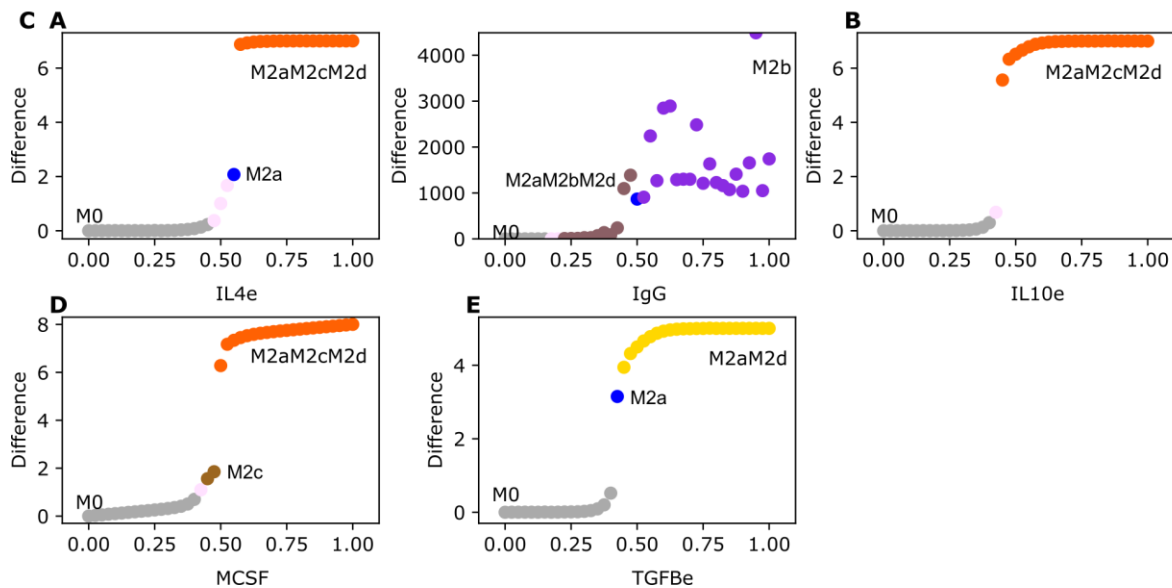 C A
B
6
4
2
0
Difference
M0
M2a
M2aM2cM2d
0.00 0.25 0.50 0.75 1.00
IL4e
4000
3000
2000
1000
0
Difference
M0
M2aM2bM2d
M2b
0.00 0.25 0.50 0.75 1.00
IgG
6
4
2
0
Difference
M0
M2aM2cM2d
0.00 0.25 0.50 0.75 1.00
IL10e
D
8
6
4
2
0
Difference
M0
M2c
M2aM2cM2d
0.00 0.25 0.50 0.75 1.00
MCSF
E
4
2
0
Difference
M0
M2a
M2aM2d
0.00 0.25 0.50 0.75 1.00
TGFBe